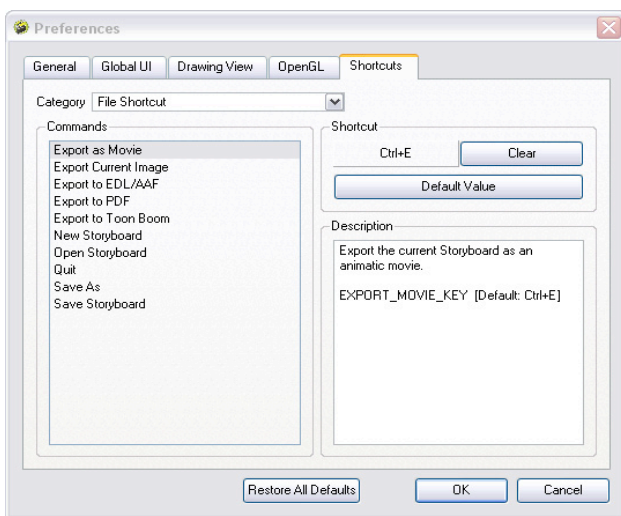 Preferences
General Global UI Drawing View OpenGL Shortcuts
Category File Shortcut
Commands
Export as Movie
Export Current Image
Export to EDL/AAF
Export to PDF
Export to Toon Boom
New Storyboard
Open Storyboard
Quit
Save As
Save Storyboard
Shortcut
Ctrl+E Clear
Default Value
Description
Export the current Storyboard as an
animatic movie.
EXPORT_MOVIE_KEY [Default: Ctrl+E]
Restore All Defaults OK Cancel